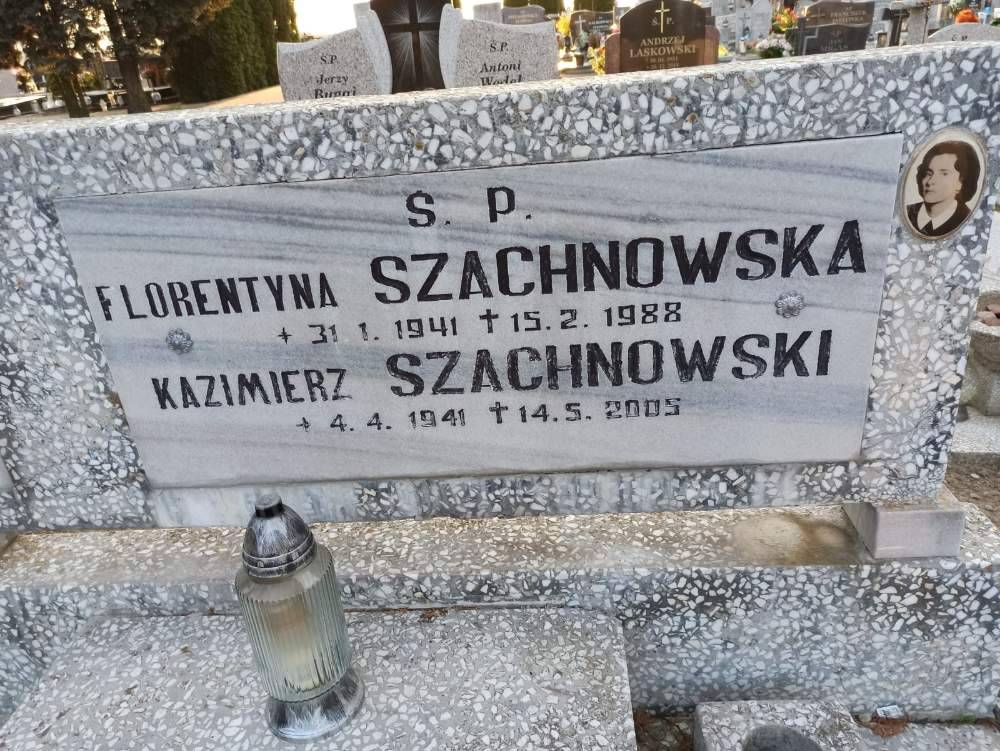 Ś.P.
Jerzy
Bugaj
Ś.P.
Antoni
Ś. P.
ANDRZEJ
LASKOWSKI
Ś. P.
FLORENTYNA SZACHNOWSKA
+ 31 1. 1941 † 15. 2. 1988
KAZIMIERZ SZACHNOWSKI
+ 4. 4. 1941 † 14. 5. 2005